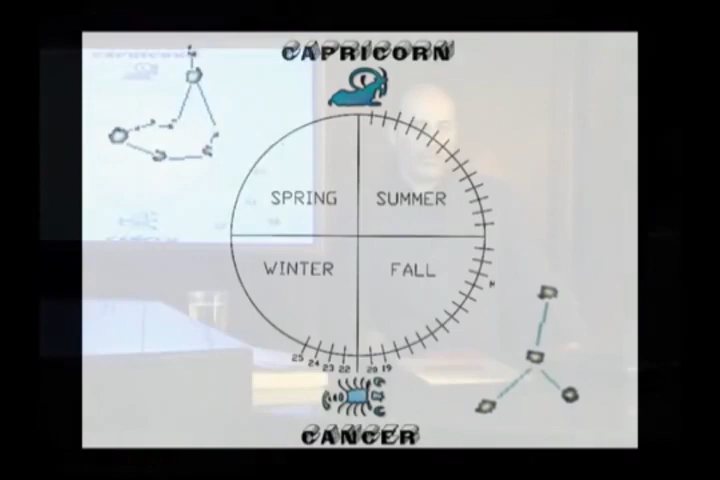 CAPRICORN
SPRING SUMMER
WINTER FALL
25 24 23 22 20 19
CANCER